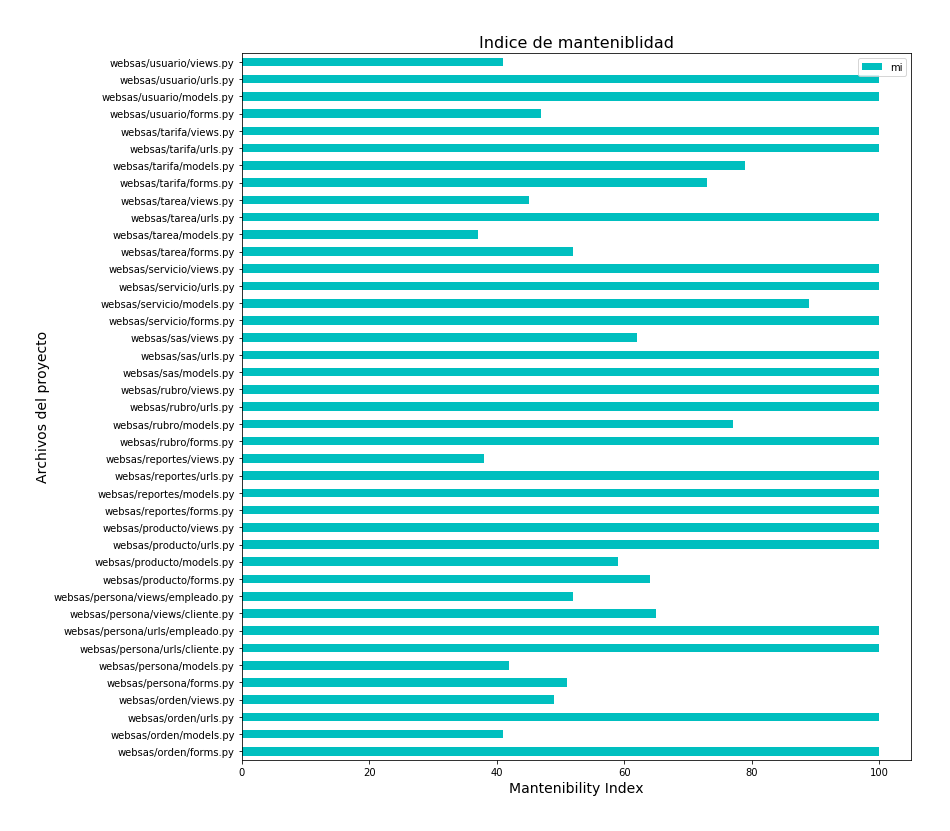 Indice de manteniblidad
mi
websas/usuario/views.py
websas/usuario/urls.py
websas/usuario/models.py
websas/usuario/forms.py
websas/tarifa/views.py
websas/tarifa/urls.py
websas/tarifa/models.py
websas/tarifa/forms.py
websas/tarea/views.py
websas/tarea/urls.py
websas/tarea/models.py
websas/tarea/forms.py
websas/servicio/views.py
websas/servicio/urls.py
websas/servicio/models.py
websas/servicio/forms.py
websas/sas/views.py
websas/sas/urls.py
websas/sas/models.py
websas/rubro/views.py
websas/rubro/urls.py
websas/rubro/models.py
websas/rubro/forms.py
websas/reportes/views.py
websas/reportes/urls.py
websas/reportes/models.py
websas/reportes/forms.py
websas/producto/views.py
websas/producto/urls.py
websas/producto/models.py
websas/producto/forms.py
websas/persona/views/empleado.py
websas/persona/views/cliente.py
websas/persona/urls/empleado.py
websas/persona/urls/cliente.py
websas/persona/models.py
websas/persona/forms.py
websas/orden/views.py
websas/orden/urls.py
websas/orden/models.py
websas/orden/forms.py
Archivos del proyecto
0 20 40 60 80 100
Mantenibility Index